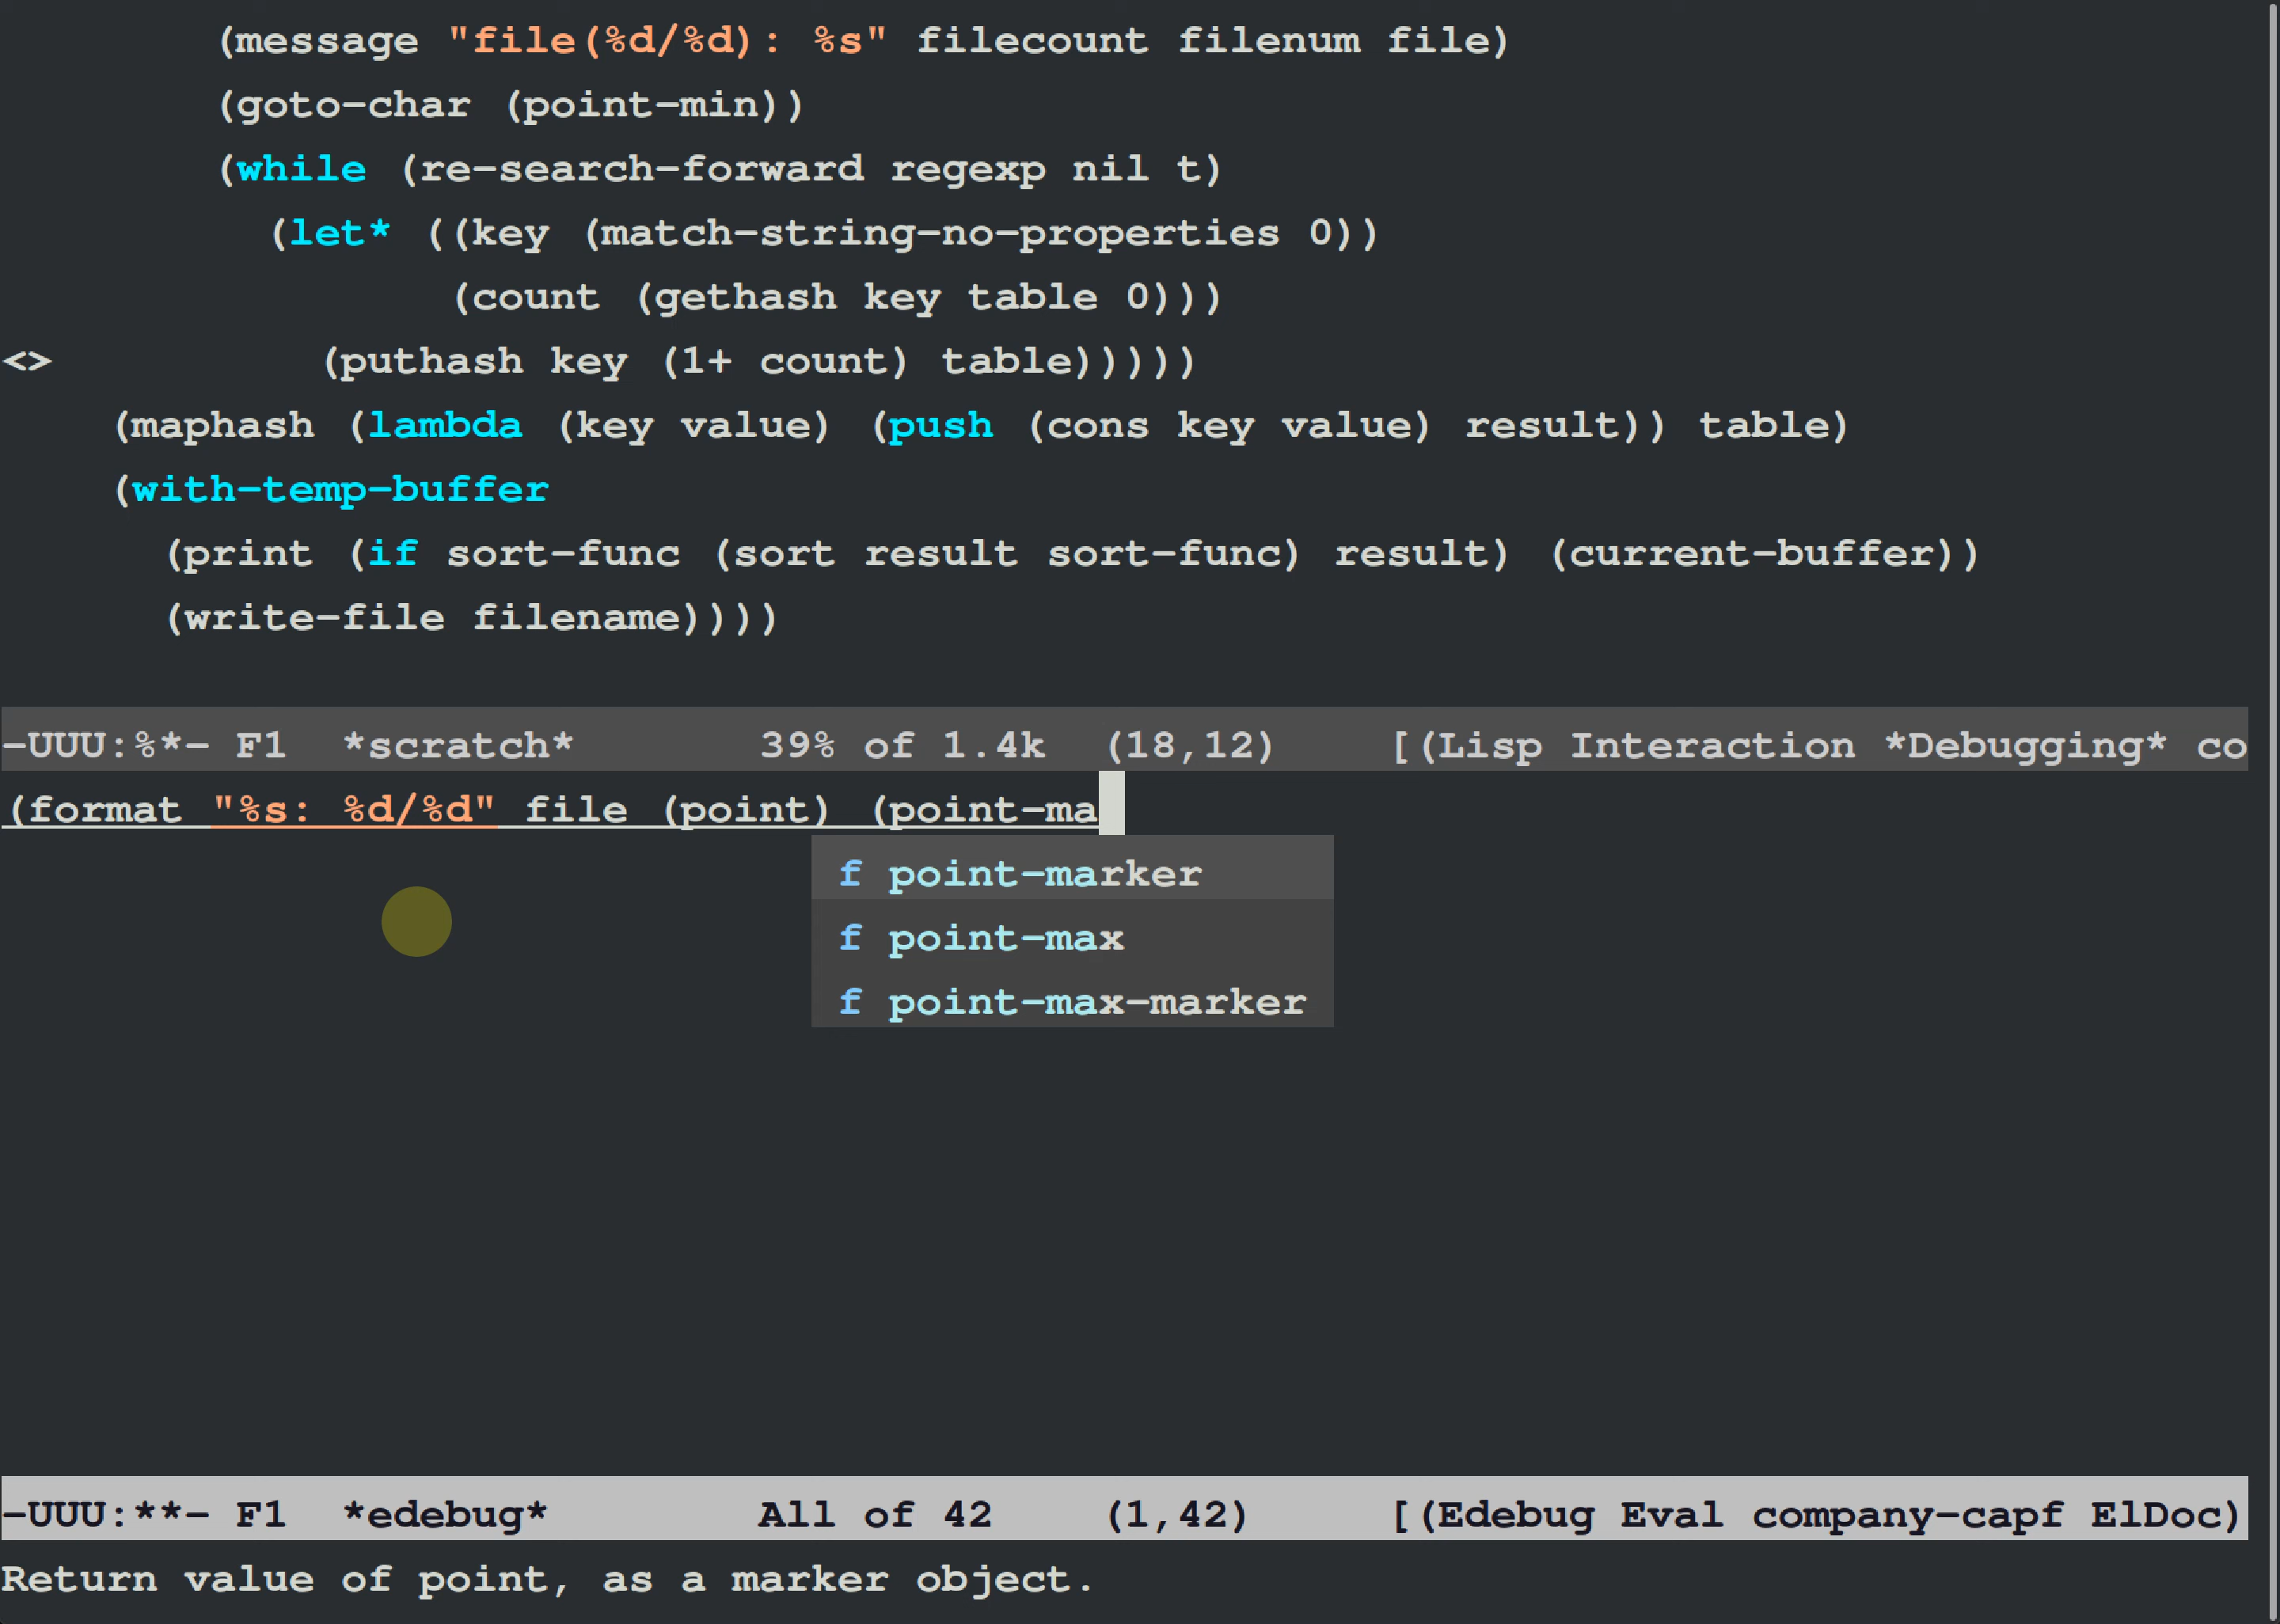 (message "file(%d/%d): %s" filecount filenum file)
(goto-char (point-min))
(while (re-search-forward regexp nil t)
(let* ((key (match-string-no-properties 0))
(count (gethash key table 0)))
<> (puthash key (1+ count) table)))))
(maphash (lambda (key value) (push (cons key value) result)) table)
(with-temp-buffer
(print (if sort-func (sort result sort-func) result) (current-buffer))
(write-file filename))))
-UUU:%*- F1 *scratch* 39% of 1.4k (18,12) [(Lisp Interaction *Debugging* co
(format "%s: %d/%d" file (point) (point-ma
f point-marker
f point-max
f point-max-marker
-UUU:**- F1 *edebug* All of 42 (1,42) [(Edebug Eval company-capf ElDoc)
Return value of point, as a marker object.